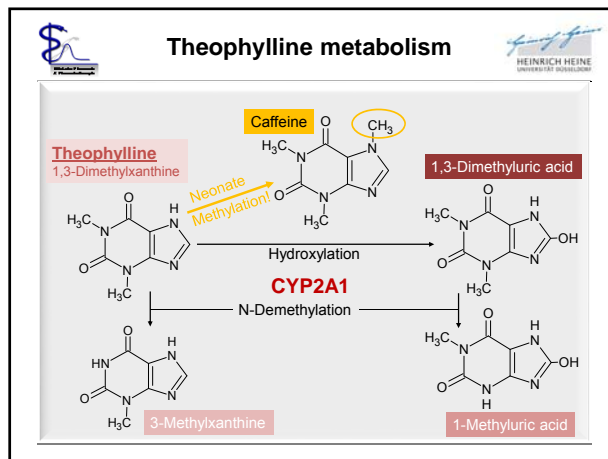 Theophylline metabolism
HEINRICH HEINE
UNIVERSITÄT DÜSSELDORF
Caffeine
O
CH₃
H₃C
N
N
O
N
N
H₃C
Theophylline
1,3-Dimethylxanthine
Neonate
Methylation!
1,3-Dimethyluric acid
O
H
H₃C
N
N
O
N
N
H₃C
Hydroxylation
O
H
H₃C
N
N
OH
O
N
N
H₃C
CYP2A1
N-Demethylation
O
H
HN
N
O
N
N
H₃C
3-Methylxanthine
O
H
H₃C
N
N
OH
O
N
N
H
1-Methyluric acid